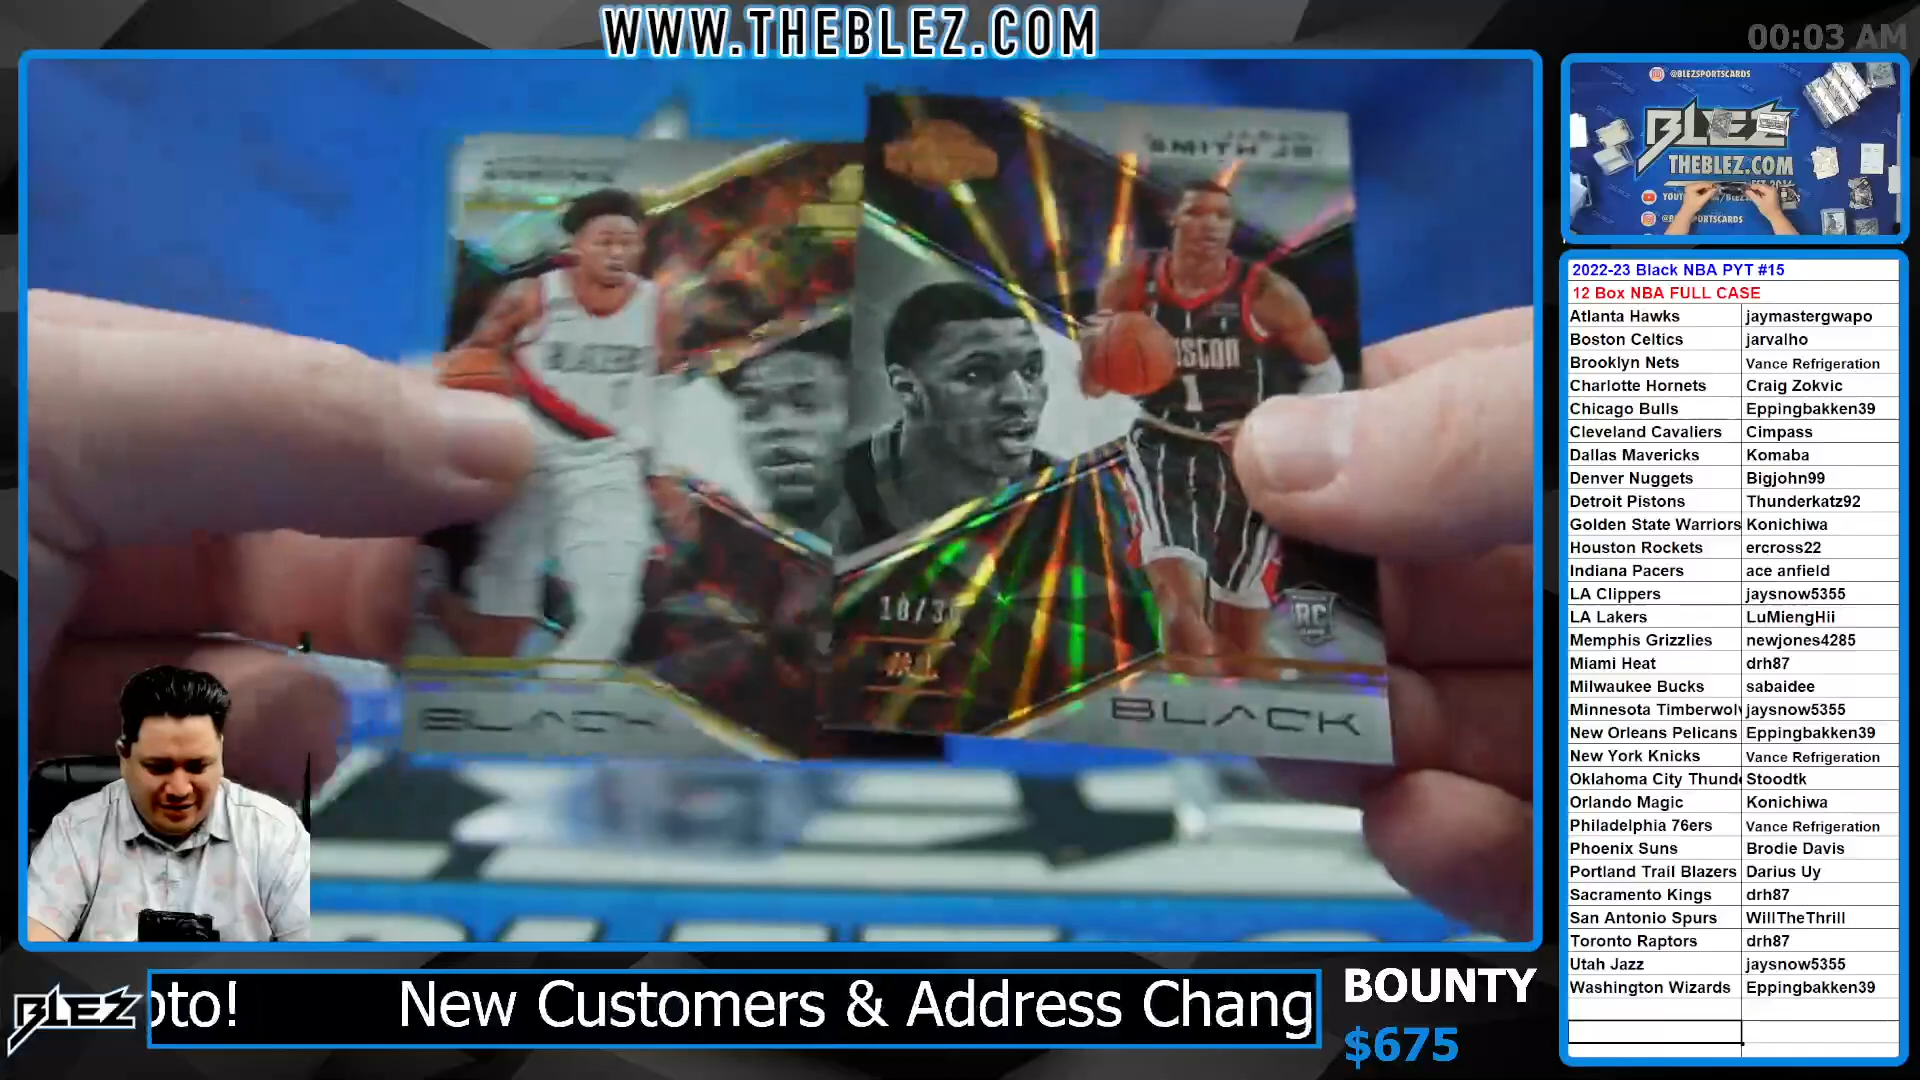 WWW.THEBLEZ.COM
00:03 AM
@BLEZSPORTSCARDS
BLEZ
THEBLEZ.COM
SMITH JR.
BLAZERS
1
RC
BLACK
BLACK
2022-23 Black NBA PYT #15
12 Box NBA FULL CASE
Atlanta Hawks jaymastergwapo
Boston Celtics jarvalho
Brooklyn Nets Vance Refrigeration
Charlotte Hornets Craig Zokvic
Chicago Bulls Eppingbakken39
Cleveland Cavaliers Cimpass
Dallas Mavericks Komaba
Denver Nuggets Bigjohn99
Detroit Pistons Thunderkatz92
Golden State Warriors Konichiwa
Houston Rockets ercross22
Indiana Pacers ace anfield
LA Clippers jaysnow5355
LA Lakers LuMiengHii
Memphis Grizzlies newjones4285
Miami Heat drh87
Milwaukee Bucks sabaidee
Minnesota Timberwolv jaysnow5355
New Orleans Pelicans Eppingbakken39
New York Knicks Vance Refrigeration
Oklahoma City Thunde Stoodtk
Orlando Magic Konichiwa
Philadelphia 76ers Vance Refrigeration
Phoenix Suns Brodie Davis
Portland Trail Blazers Darius Uy
Sacramento Kings drh87
San Antonio Spurs WillTheThrill
Toronto Raptors drh87
Utah Jazz jaysnow5355
Washington Wizards Eppingbakken39
BLEZ
oto! New Customers & Address Chang
BOUNTY
$675